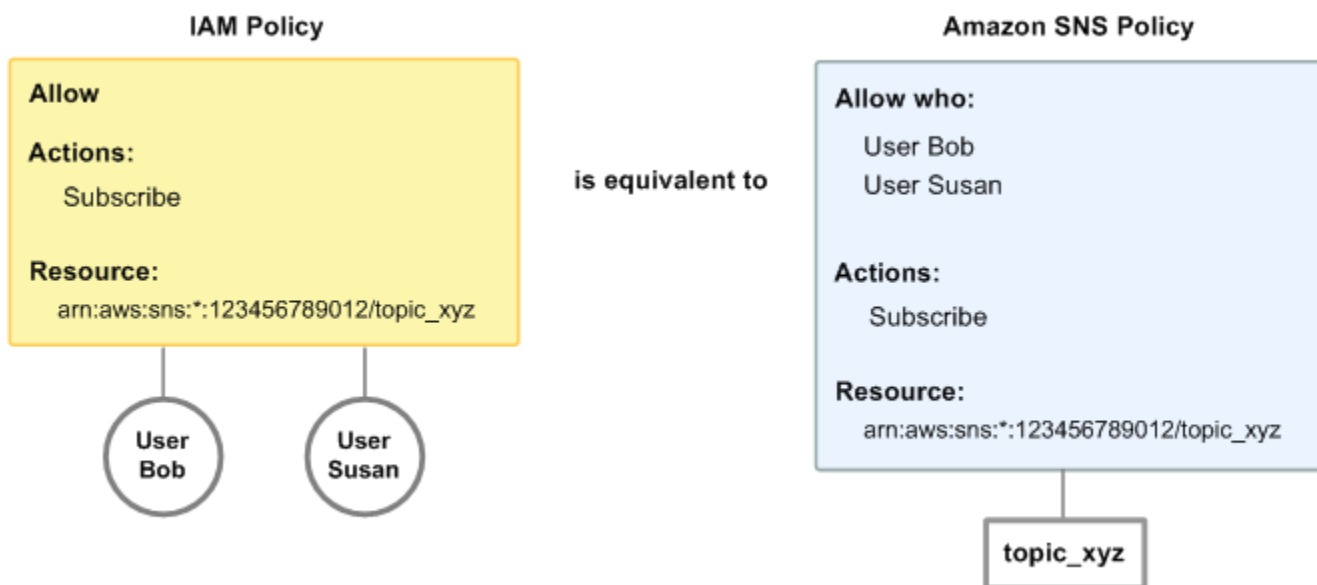 IAM Policy
Allow
Actions:
Subscribe
Resource:
arn:aws:sns:*:123456789012/topic_xyz
User
Bob
User
Susan
is equivalent to
Amazon SNS Policy
Allow who:
User Bob
User Susan
Actions:
Subscribe
Resource:
arn:aws:sns:*:123456789012/topic_xyz
topic_xyz